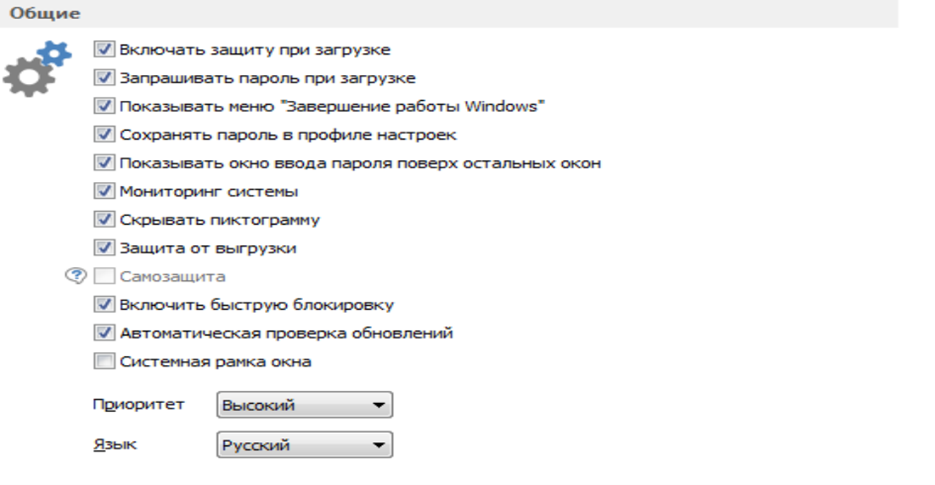 Общие
Включать защиту при загрузке
Запрашивать пароль при загрузке
Показывать меню "Завершение работы Windows"
Сохранять пароль в профиле настроек
Показывать окно ввода пароля поверх остальных окон
Мониторинг системы
Скрывать пиктограмму
Защита от выгрузки
? Самозащита
Включить быструю блокировку
Автоматическая проверка обновлений
Системная рамка окна
Приоритет Высокий
Язык Русский